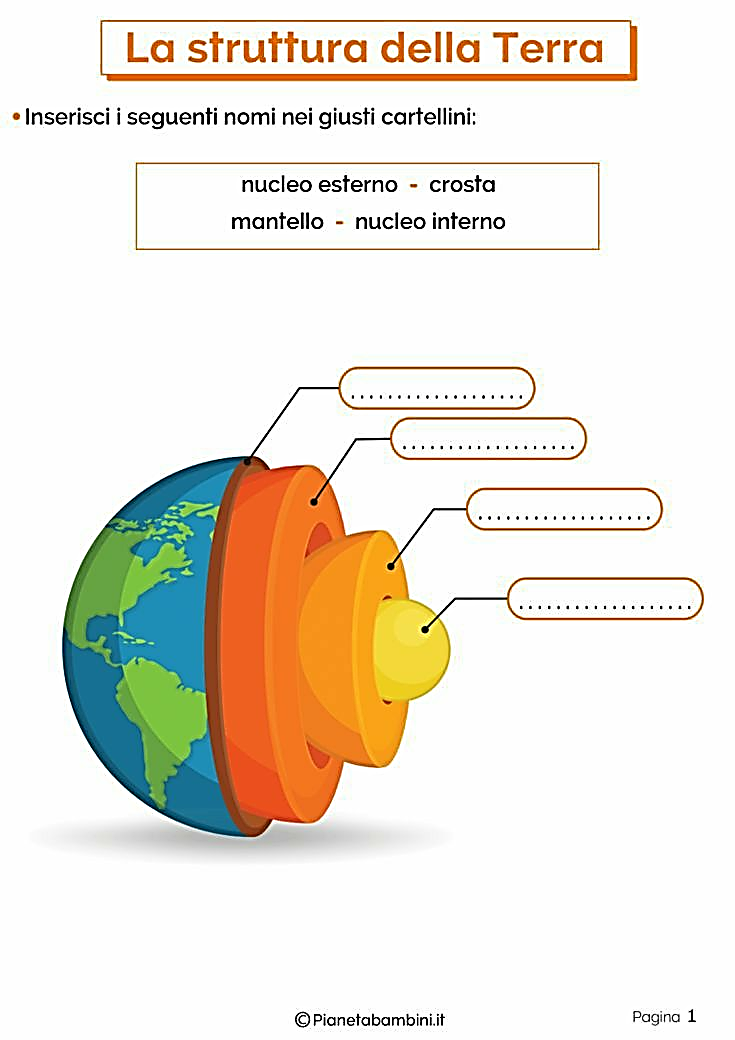 La struttura della Terra
•Inserisci i seguenti nomi nei giusti cartellini:
nucleo esterno - crosta
mantello - nucleo interno
...................
...................
...................
...................
©Pianetabambini.it
Pagina 1